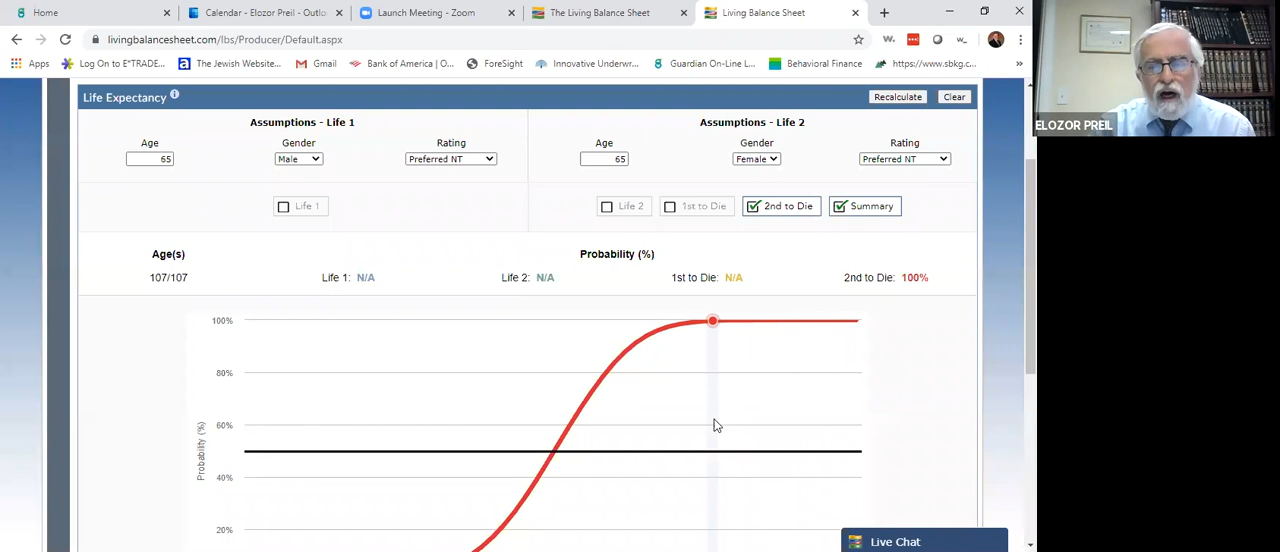 Home
Calendar - Elozor Preil - Outlo
Launch Meeting - Zoom
The Living Balance Sheet
Living Balance Sheet
livingbalancesheet.com/lbs/Producer/Default.aspx
Apps
Log On to E*TRADE...
The Jewish Website...
Gmail
Bank of America | O...
ForeSight
Innovative Underwr...
Guardian On-Line L...
Behavioral Finance
https://www.sbkg.c...
»
ELOZOR PREIL
Life Expectancy
Recalculate
Clear
Assumptions - Life 1
Assumptions - Life 2
Age
Gender
Rating
Age
Gender
Rating
65
Male
Preferred NT
65
Female
Preferred NT
Life 1
Life 2
1st to Die
2nd to Die
Summary
Age(s)
Probability (%)
107/107
Life 1: N/A
Life 2: N/A
1st to Die: N/A
2nd to Die: 100%
100%
80%
60%
40%
20%
Probability (%)
Live Chat